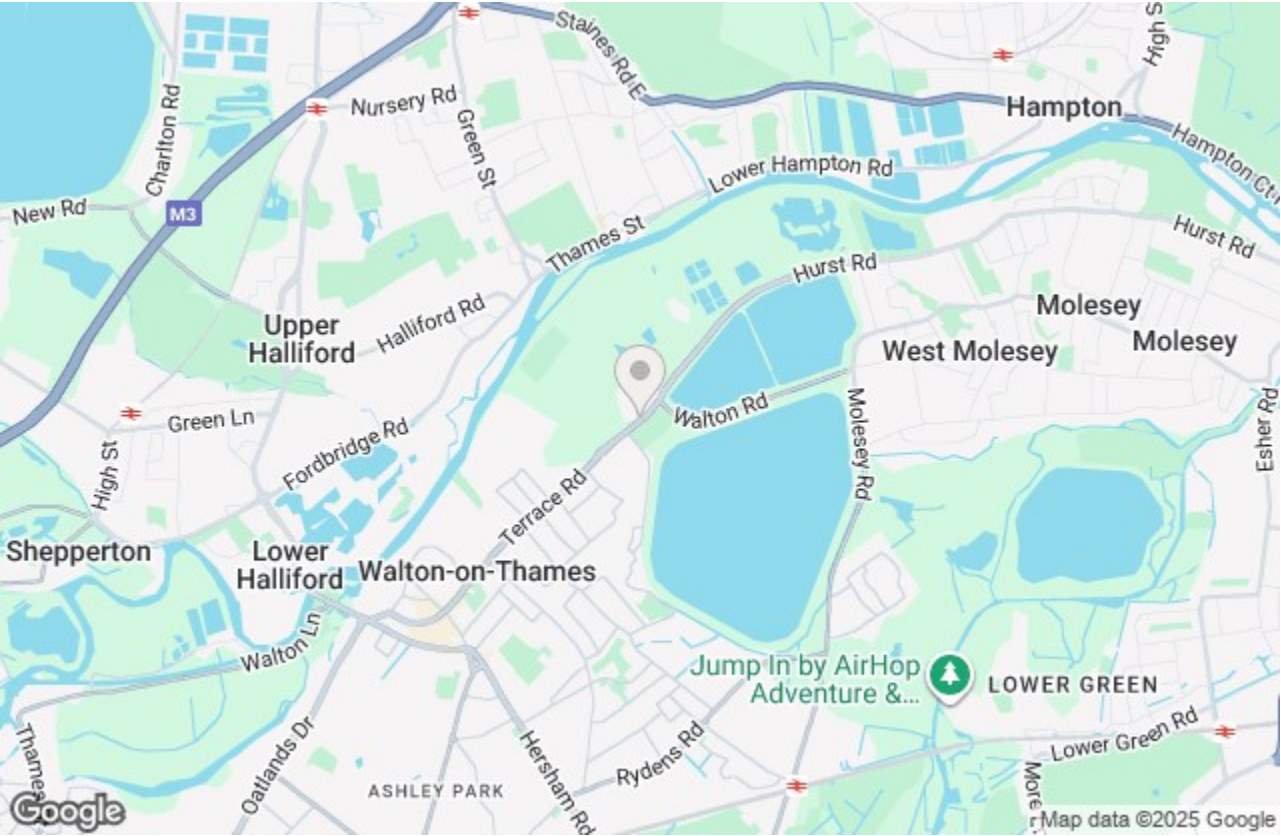 Staines Rd E
High S
Charlton Rd
Nursery Rd
Green St
Hampton
Hampton Ct
Lower Hampton Rd
New Rd
M3
Thames St
Hurst Rd
Hurst Rd
Upper
Halliford
Halliford Rd
Molesey
Molesey
West Molesey
Green Ln
Walton Rd
Molesey Rd
Esher Rd
High St
Fordbridge Rd
Terrace Rd
Shepperton
Lower
Halliford
Walton-on-Thames
Walton Ln
Jump In by AirHop
Adventure &...
LOWER GREEN
Thames
Oatlands Dr
Hersham Rd
Rydens Rd
Lower Green Rd
ASHLEY PARK
More
Google
Map data ©2025 Google